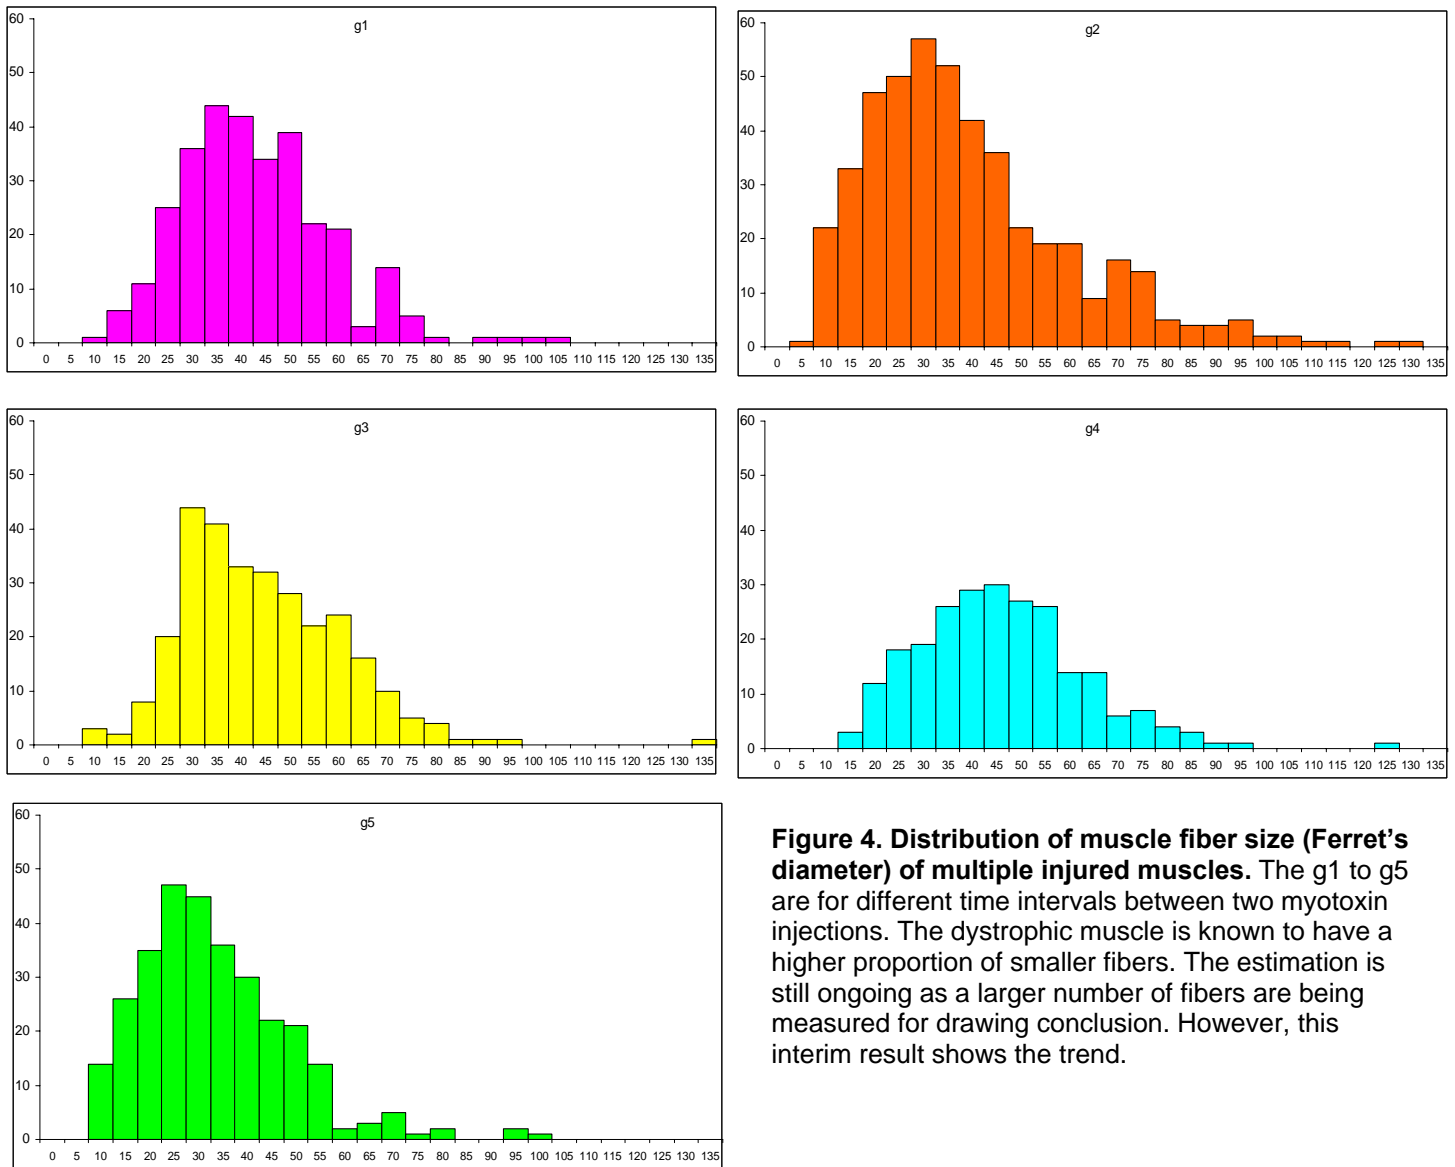 g1
60
50
40
30
20
10
0
0 5 10 15 20 25 30 35 40 45 50 55 60 65 70 75 80 85 90 95 100 105 110 115 120 125 130 135
g2
60
50
40
30
20
10
0
0 5 10 15 20 25 30 35 40 45 50 55 60 65 70 75 80 85 90 95 100 105 110 115 120 125 130 135
g3
60
50
40
30
20
10
0
0 5 10 15 20 25 30 35 40 45 50 55 60 65 70 75 80 85 90 95 100 105 110 115 120 125 130 135
g4
60
50
40
30
20
10
0
0 5 10 15 20 25 30 35 40 45 50 55 60 65 70 75 80 85 90 95 100 105 110 115 120 125 130 135
g5
60
50
40
30
20
10
0
0 5 10 15 20 25 30 35 40 45 50 55 60 65 70 75 80 85 90 95 100 105 110 115 120 125 130 135
Figure 4. Distribution of muscle fiber size (Ferret's
diameter) of multiple injured muscles. The g1 to g5
are for different time intervals between two myotoxin
injections. The dystrophic muscle is known to have a
higher proportion of smaller fibers. The estimation is
still ongoing as a larger number of fibers are being
measured for drawing conclusion. However, this
interim result shows the trend.